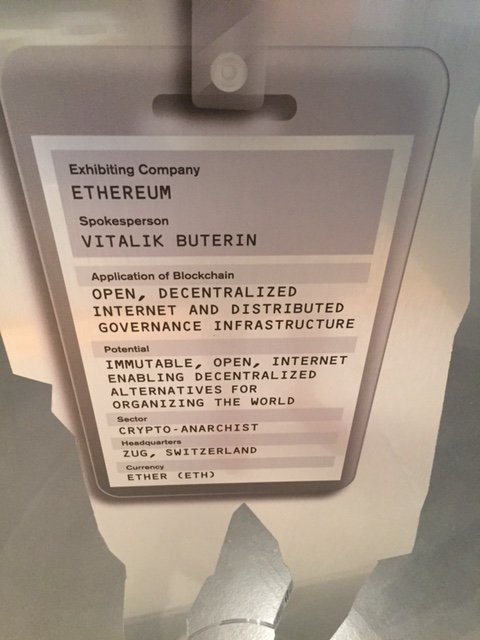 Exhibiting Company
ETHEREUM
Spokesperson
VITALIK BUTERIN
Application of Blockchain
OPEN, DECENTRALIZED
INTERNET AND DISTRIBUTED
GOVERNANCE INFRASTRUCTURE
Potential
IMMUTABLE, OPEN, INTERNET
ENABLING DECENTRALIZED
ALTERNATIVES FOR
ORGANIZING THE WORLD
Sector
CRYPTO-ANARCHIST
Headquarters
ZUG, SWITZERLAND
Currency
ETHER (ETH)